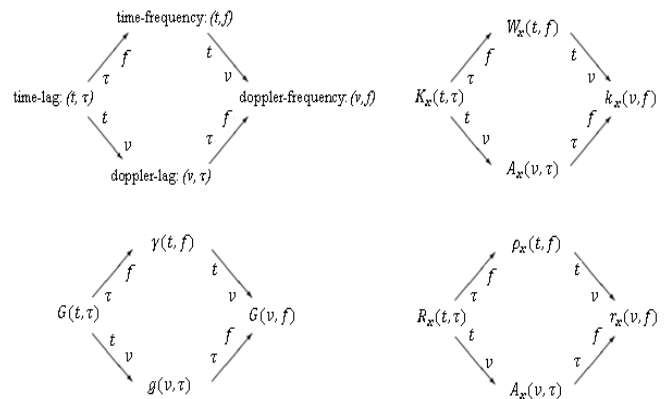 time-frequency: (t,f)
f
τ
t
ν
time-lag: (t, τ)
doppler-frequency: (ν,f)
t
ν
f
τ
doppler-lag: (ν, τ)
W_x(t,f)
f
τ
t
ν
K_x(t,τ)
k_x(ν,f)
t
ν
f
τ
A_x(ν,τ)
γ(t,f)
f
τ
t
ν
G(t,τ)
G(ν,f)
t
ν
f
τ
g(ν,τ)
ρ_x(t,f)
f
τ
t
ν
R_x(t,τ)
r_x(ν,f)
t
ν
f
τ
A_x(ν,τ)